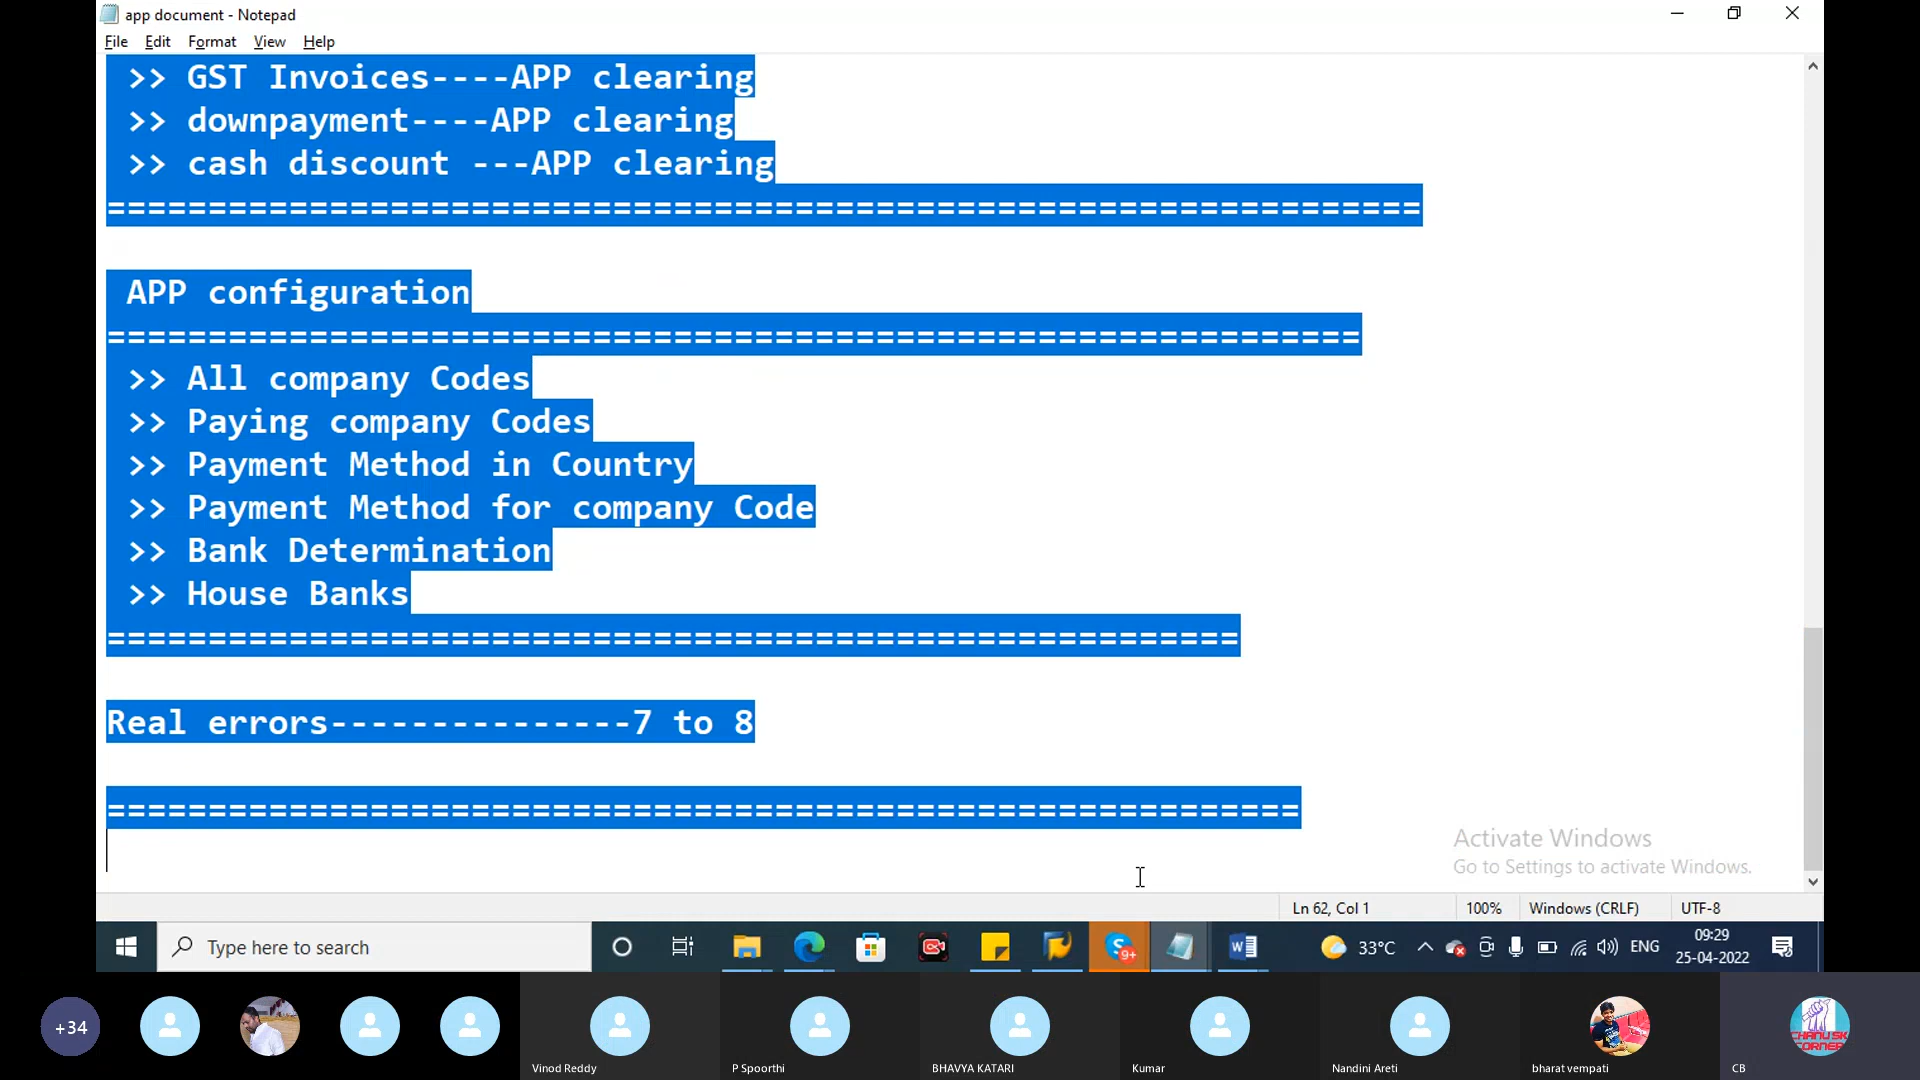 app document - Notepad
File Edit Format View Help
>> GST Invoices----APP clearing
>> downpayment----APP clearing
>> cash discount ---APP clearing
=================================================================
APP configuration
==============================================================
>> All company Codes
>> Paying company Codes
>> Payment Method in Country
>> Payment Method for company Code
>> Bank Determination
>> House Banks
========================================================
Real errors---------------7 to 8
===========================================================
Activate Windows
Go to Settings to activate Windows.
Ln 62, Col 1 100% Windows (CRLF) UTF-8
Type here to search
9+
33°C ENG 09:29
25-04-2022
+34
Vinod Reddy P Spoorthi BHAVYA KATARI Kumar Nandini Areti bharat vempati CB
CHANU SK
CORNER